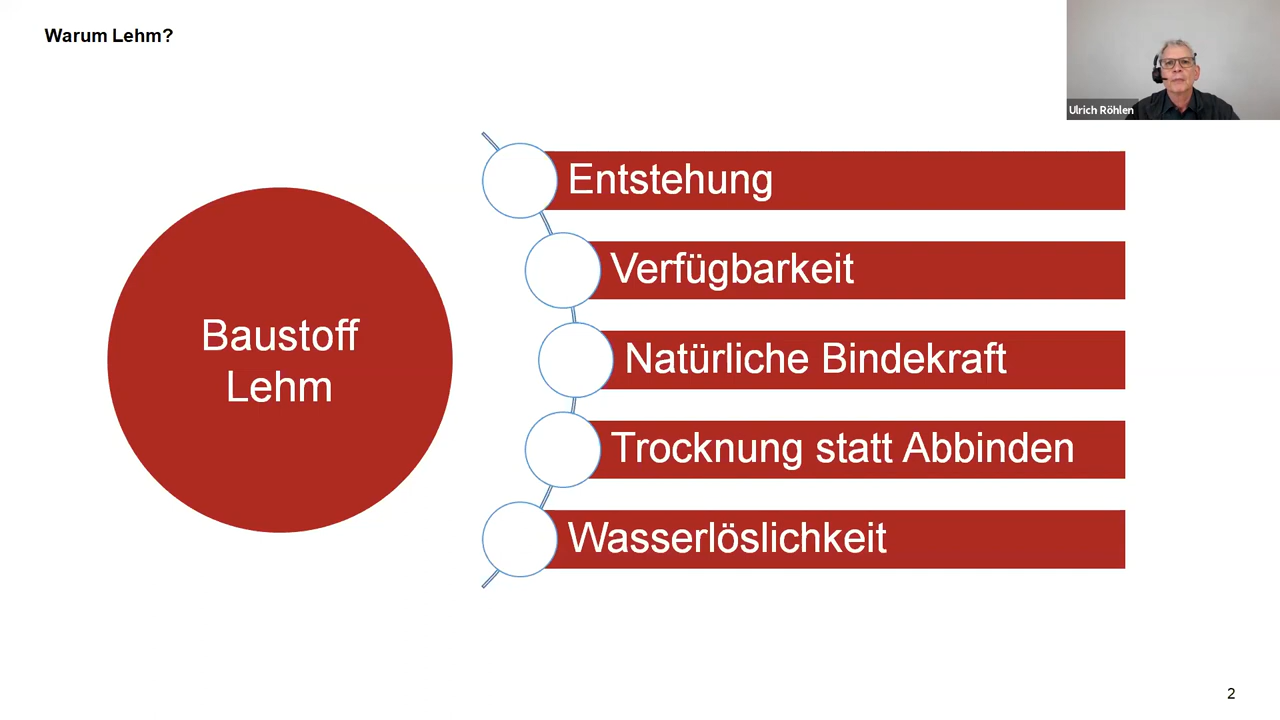 Warum Lehm?
Ulrich Röhlen
Baustoff
Lehm
Entstehung
Verfügbarkeit
Natürliche Bindekraft
Trocknung statt Abbinden
Wasserlöslichkeit
2